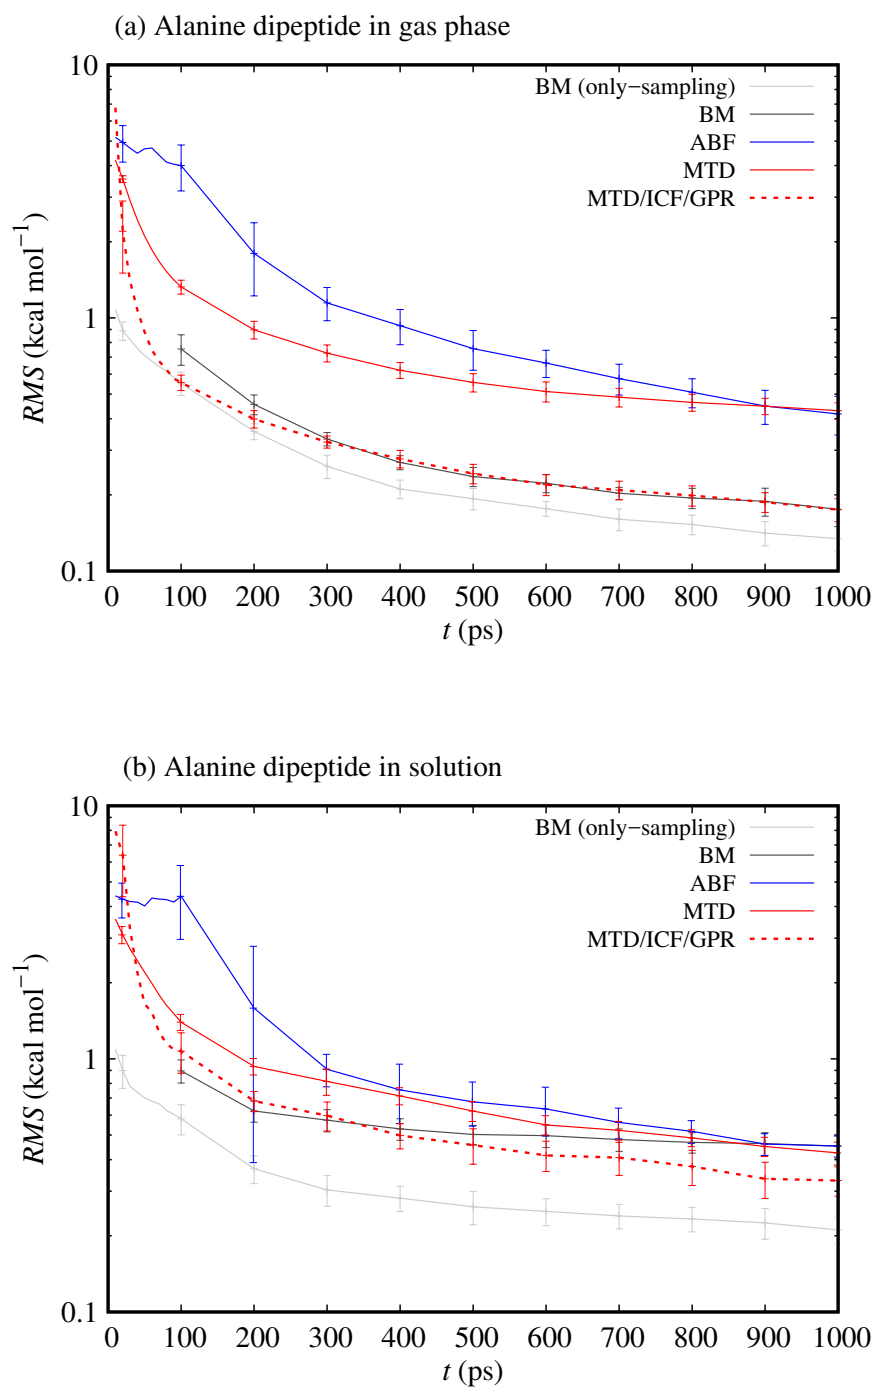 (a) Alanine dipeptide in gas phase
10
BM (only−sampling)
BM
ABF
MTD
MTD/ICF/GPR
RMS (kcal mol−1)
1
0.1
0 100 200 300 400 500 600 700 800 900 1000
t (ps)
(b) Alanine dipeptide in solution
10
BM (only−sampling)
BM
ABF
MTD
MTD/ICF/GPR
RMS (kcal mol−1)
1
0.1
0 100 200 300 400 500 600 700 800 900 1000
t (ps)